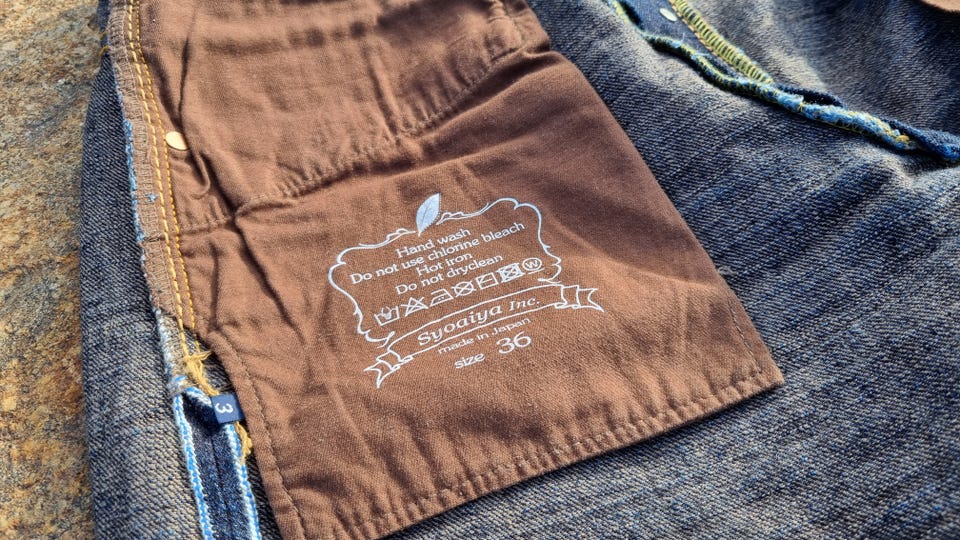 Hand wash
Do not use chlorine bleach
Hot iron
Do not dryclean
W
Syoaiya Inc.
made in Japan
size 36
3